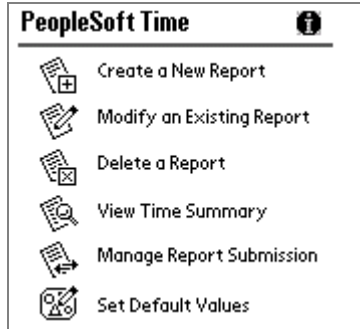 PeopleSoft Time
Create a New Report
Modify an Existing Report
Delete a Report
View Time Summary
Manage Report Submission
Set Default Values